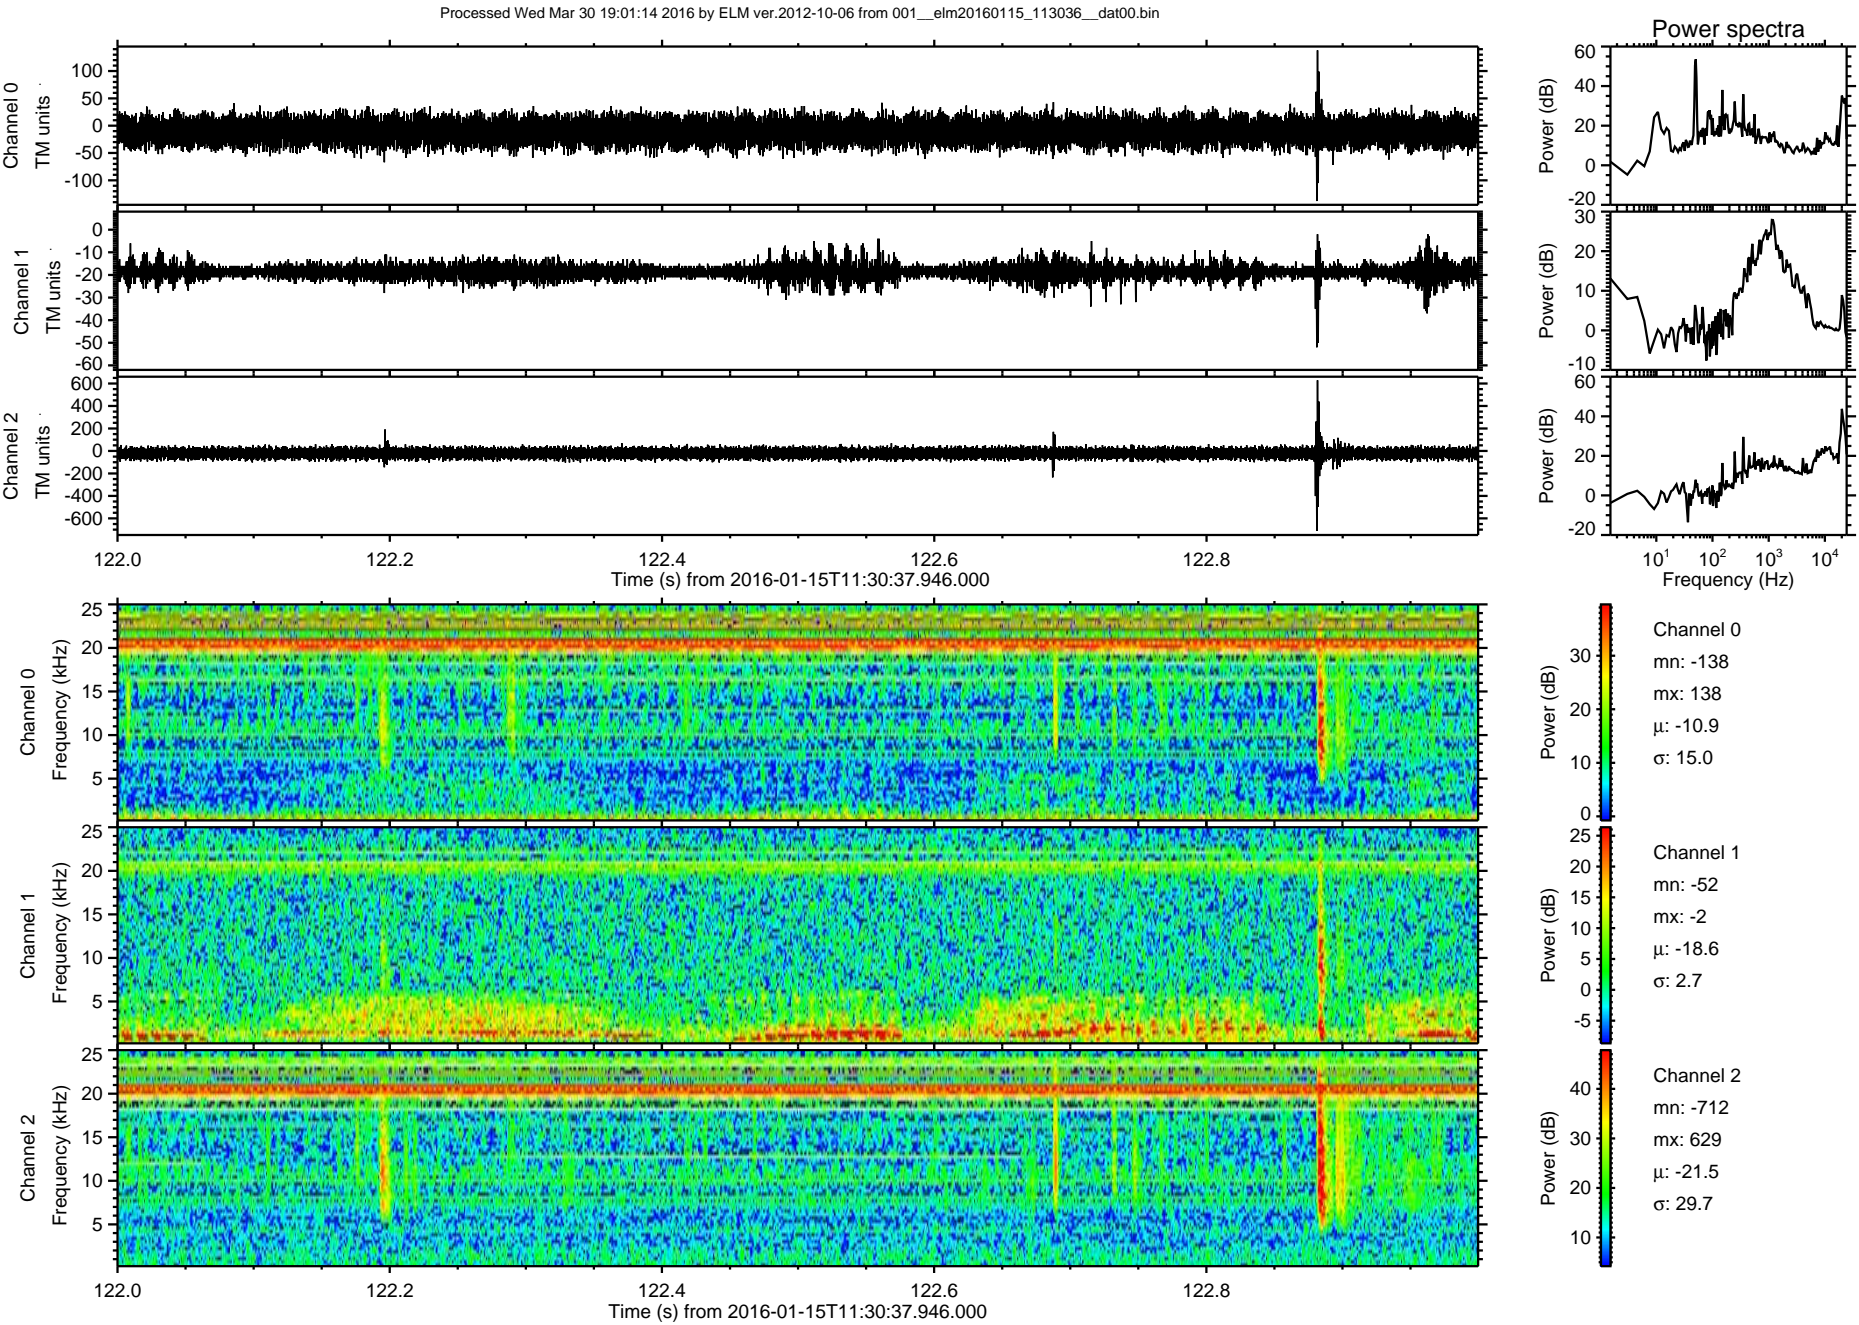 Processed Wed Mar 30 19:01:14 2016 by ELM ver.2012-10-06 from 001__elm20160115_113036__dat00.bin
Power spectra
Channel 0
TM units
100
50
0
-50
-100
Power (dB)
60
40
20
0
-20
Channel 1
TM units
0
-10
-20
-30
-40
-50
-60
Power (dB)
30
20
10
0
-10
Channel 2
TM units
600
400
200
0
-200
-400
-600
Power (dB)
60
40
20
0
-20
122.0 122.2 122.4 122.6 122.8
Time (s) from 2016-01-15T11:30:37.946.000
10¹ 10² 10³ 10⁴
Frequency (Hz)
Channel 0
Frequency (kHz)
25
20
15
10
5
Power (dB)
30
20
10
0
Channel 0
mn: -138
mx: 138
μ: -10.9
σ: 15.0
Channel 1
Frequency (kHz)
25
20
15
10
5
Power (dB)
25
20
15
10
5
0
-5
Channel 1
mn: -52
mx: -2
μ: -18.6
σ: 2.7
Channel 2
Frequency (kHz)
25
20
15
10
5
Power (dB)
40
30
20
10
Channel 2
mn: -712
mx: 629
μ: -21.5
σ: 29.7
122.0 122.2 122.4 122.6 122.8
Time (s) from 2016-01-15T11:30:37.946.000